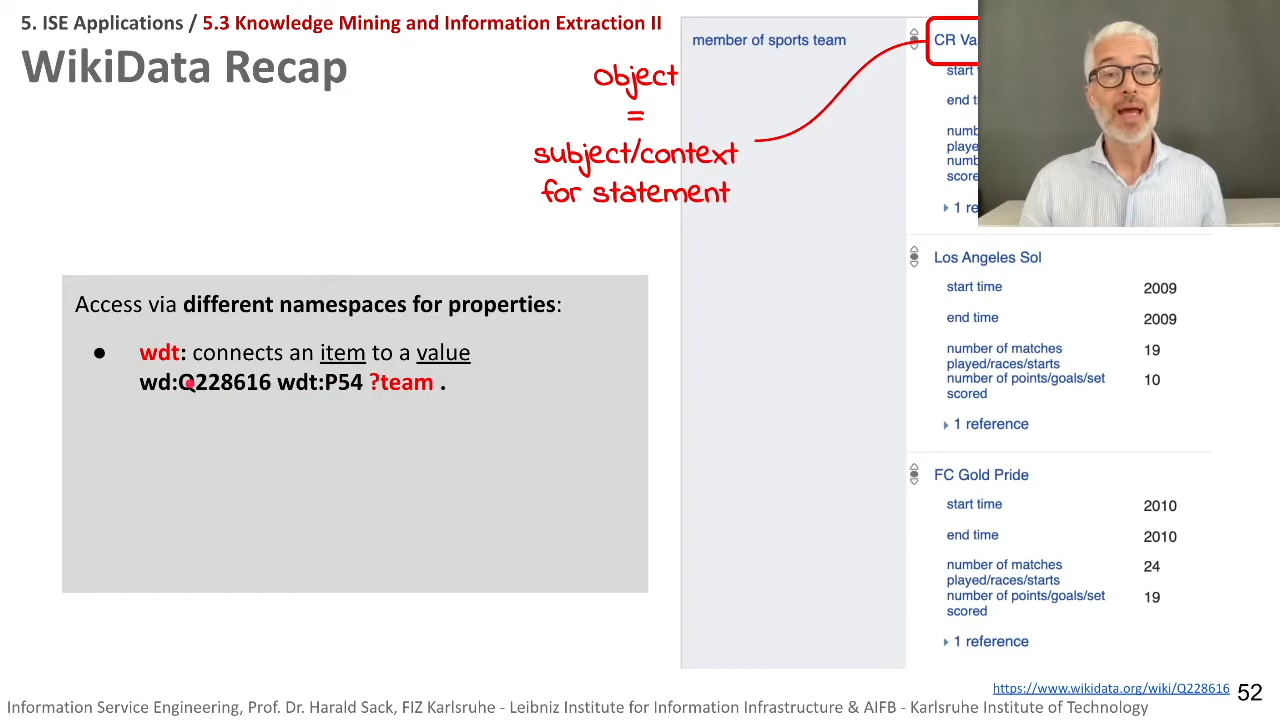 5. ISE Applications / 5.3 Knowledge Mining and Information Extraction II
WikiData Recap
Object
=
subject/context
for statement
Access via different namespaces for properties:
● wdt: connects an item to a value
wd:Q228616 wdt:P54 ?team .
member of sports team
CR
start
end
played/races/starts
1
Los Angeles Sol
start time 2009
end time 2009
number of matches 19
played/races/starts
number of points/goals/set 10
scored
1 reference
FC Gold Pride
start time 2010
end time 2010
number of matches 24
played/races/starts
number of points/goals/set 19
scored
1 reference
https://www.wikidata.org/wiki/Q228616 52
Information Service Engineering, Prof. Dr. Harald Sack, FIZ Karlsruhe - Leibniz Institute for Information Infrastructure & AIFB - Karlsruhe Institute of Technology